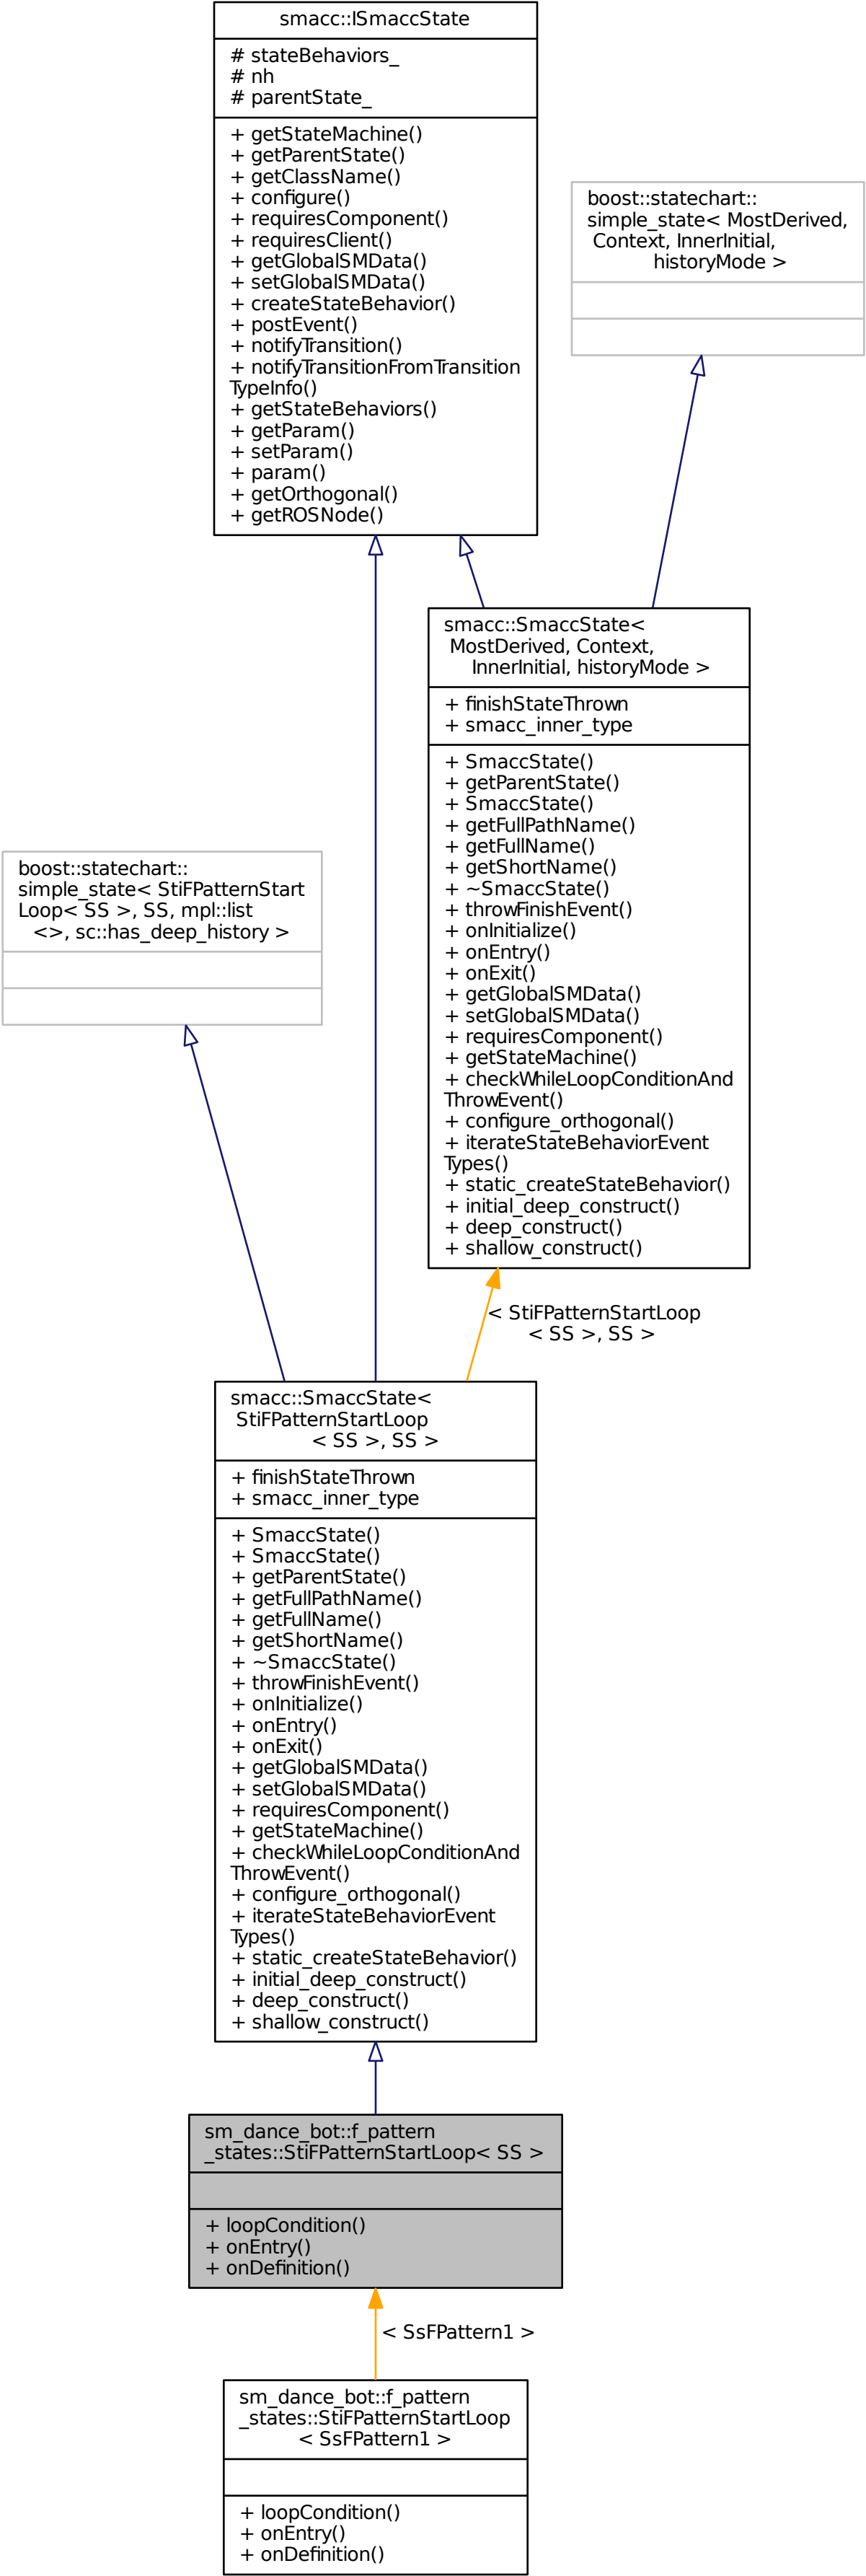 smacc::ISmaccState
# stateBehaviors_
# nh
# parentState_
+ getStateMachine()
+ getParentState()
+ getClassName()
+ configure()
+ requiresComponent()
+ requiresClient()
+ getGlobalSMData()
+ setGlobalSMData()
+ createStateBehavior()
+ postEvent()
+ notifyTransition()
+ notifyTransitionFromTransition
TypeInfo()
+ getStateBehaviors()
+ getParam()
+ setParam()
+ param()
+ getOrthogonal()
+ getROSNode()
boost::statechart::
simple_state< MostDerived,
Context, InnerInitial,
historyMode >
smacc::SmaccState<
MostDerived, Context,
InnerInitial, historyMode >
+ finishStateThrown
+ smacc_inner_type
+ SmaccState()
+ getParentState()
+ SmaccState()
+ getFullPathName()
+ getFullName()
+ getShortName()
+ ~SmaccState()
+ throwFinishEvent()
+ onInitialize()
+ onEntry()
+ onExit()
+ getGlobalSMData()
+ setGlobalSMData()
+ requiresComponent()
+ getStateMachine()
+ checkWhileLoopConditionAnd
ThrowEvent()
+ configure_orthogonal()
+ iterateStateBehaviorEvent
Types()
+ static_createStateBehavior()
+ initial_deep_construct()
+ deep_construct()
+ shallow_construct()
boost::statechart::
simple_state< StiFPatternStart
Loop< SS >, SS, mpl::list
<>, sc::has_deep_history >
< StiFPatternStartLoop
< SS >, SS >
smacc::SmaccState<
StiFPatternStartLoop
< SS >, SS >
+ finishStateThrown
+ smacc_inner_type
+ SmaccState()
+ SmaccState()
+ getParentState()
+ getFullPathName()
+ getFullName()
+ getShortName()
+ ~SmaccState()
+ throwFinishEvent()
+ onInitialize()
+ onEntry()
+ onExit()
+ getGlobalSMData()
+ setGlobalSMData()
+ requiresComponent()
+ getStateMachine()
+ checkWhileLoopConditionAnd
ThrowEvent()
+ configure_orthogonal()
+ iterateStateBehaviorEvent
Types()
+ static_createStateBehavior()
+ initial_deep_construct()
+ deep_construct()
+ shallow_construct()
sm_dance_bot::f_pattern
_states::StiFPatternStartLoop< SS >
+ loopCondition()
+ onEntry()
+ onDefinition()
< SsFPattern1 >
sm_dance_bot::f_pattern
_states::StiFPatternStartLoop
< SsFPattern1 >
+ loopCondition()
+ onEntry()
+ onDefinition()